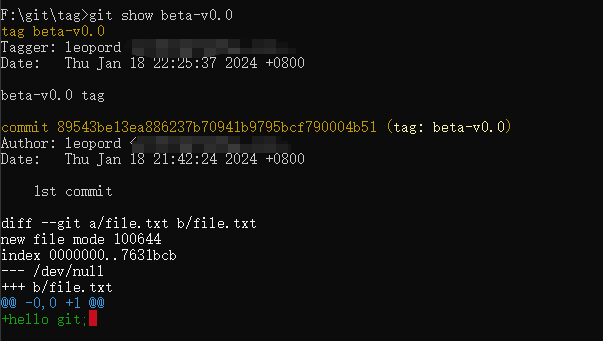 F:\git\tag>git show beta-v0.0
tag beta-v0.0
Tagger: leopord
Date:   Thu Jan 18 22:25:37 2024 +0800
beta-v0.0 tag
commit 89543be13ea886237b70941b9795bcf790004b51 (tag: beta-v0.0)
Author: leopord <
Date:   Thu Jan 18 21:42:24 2024 +0800
    1st commit
diff --git a/file.txt b/file.txt
new file mode 100644
index 0000000..7631bcb
--- /dev/null
+++ b/file.txt
@@ -0,0 +1 @@
+hello git;